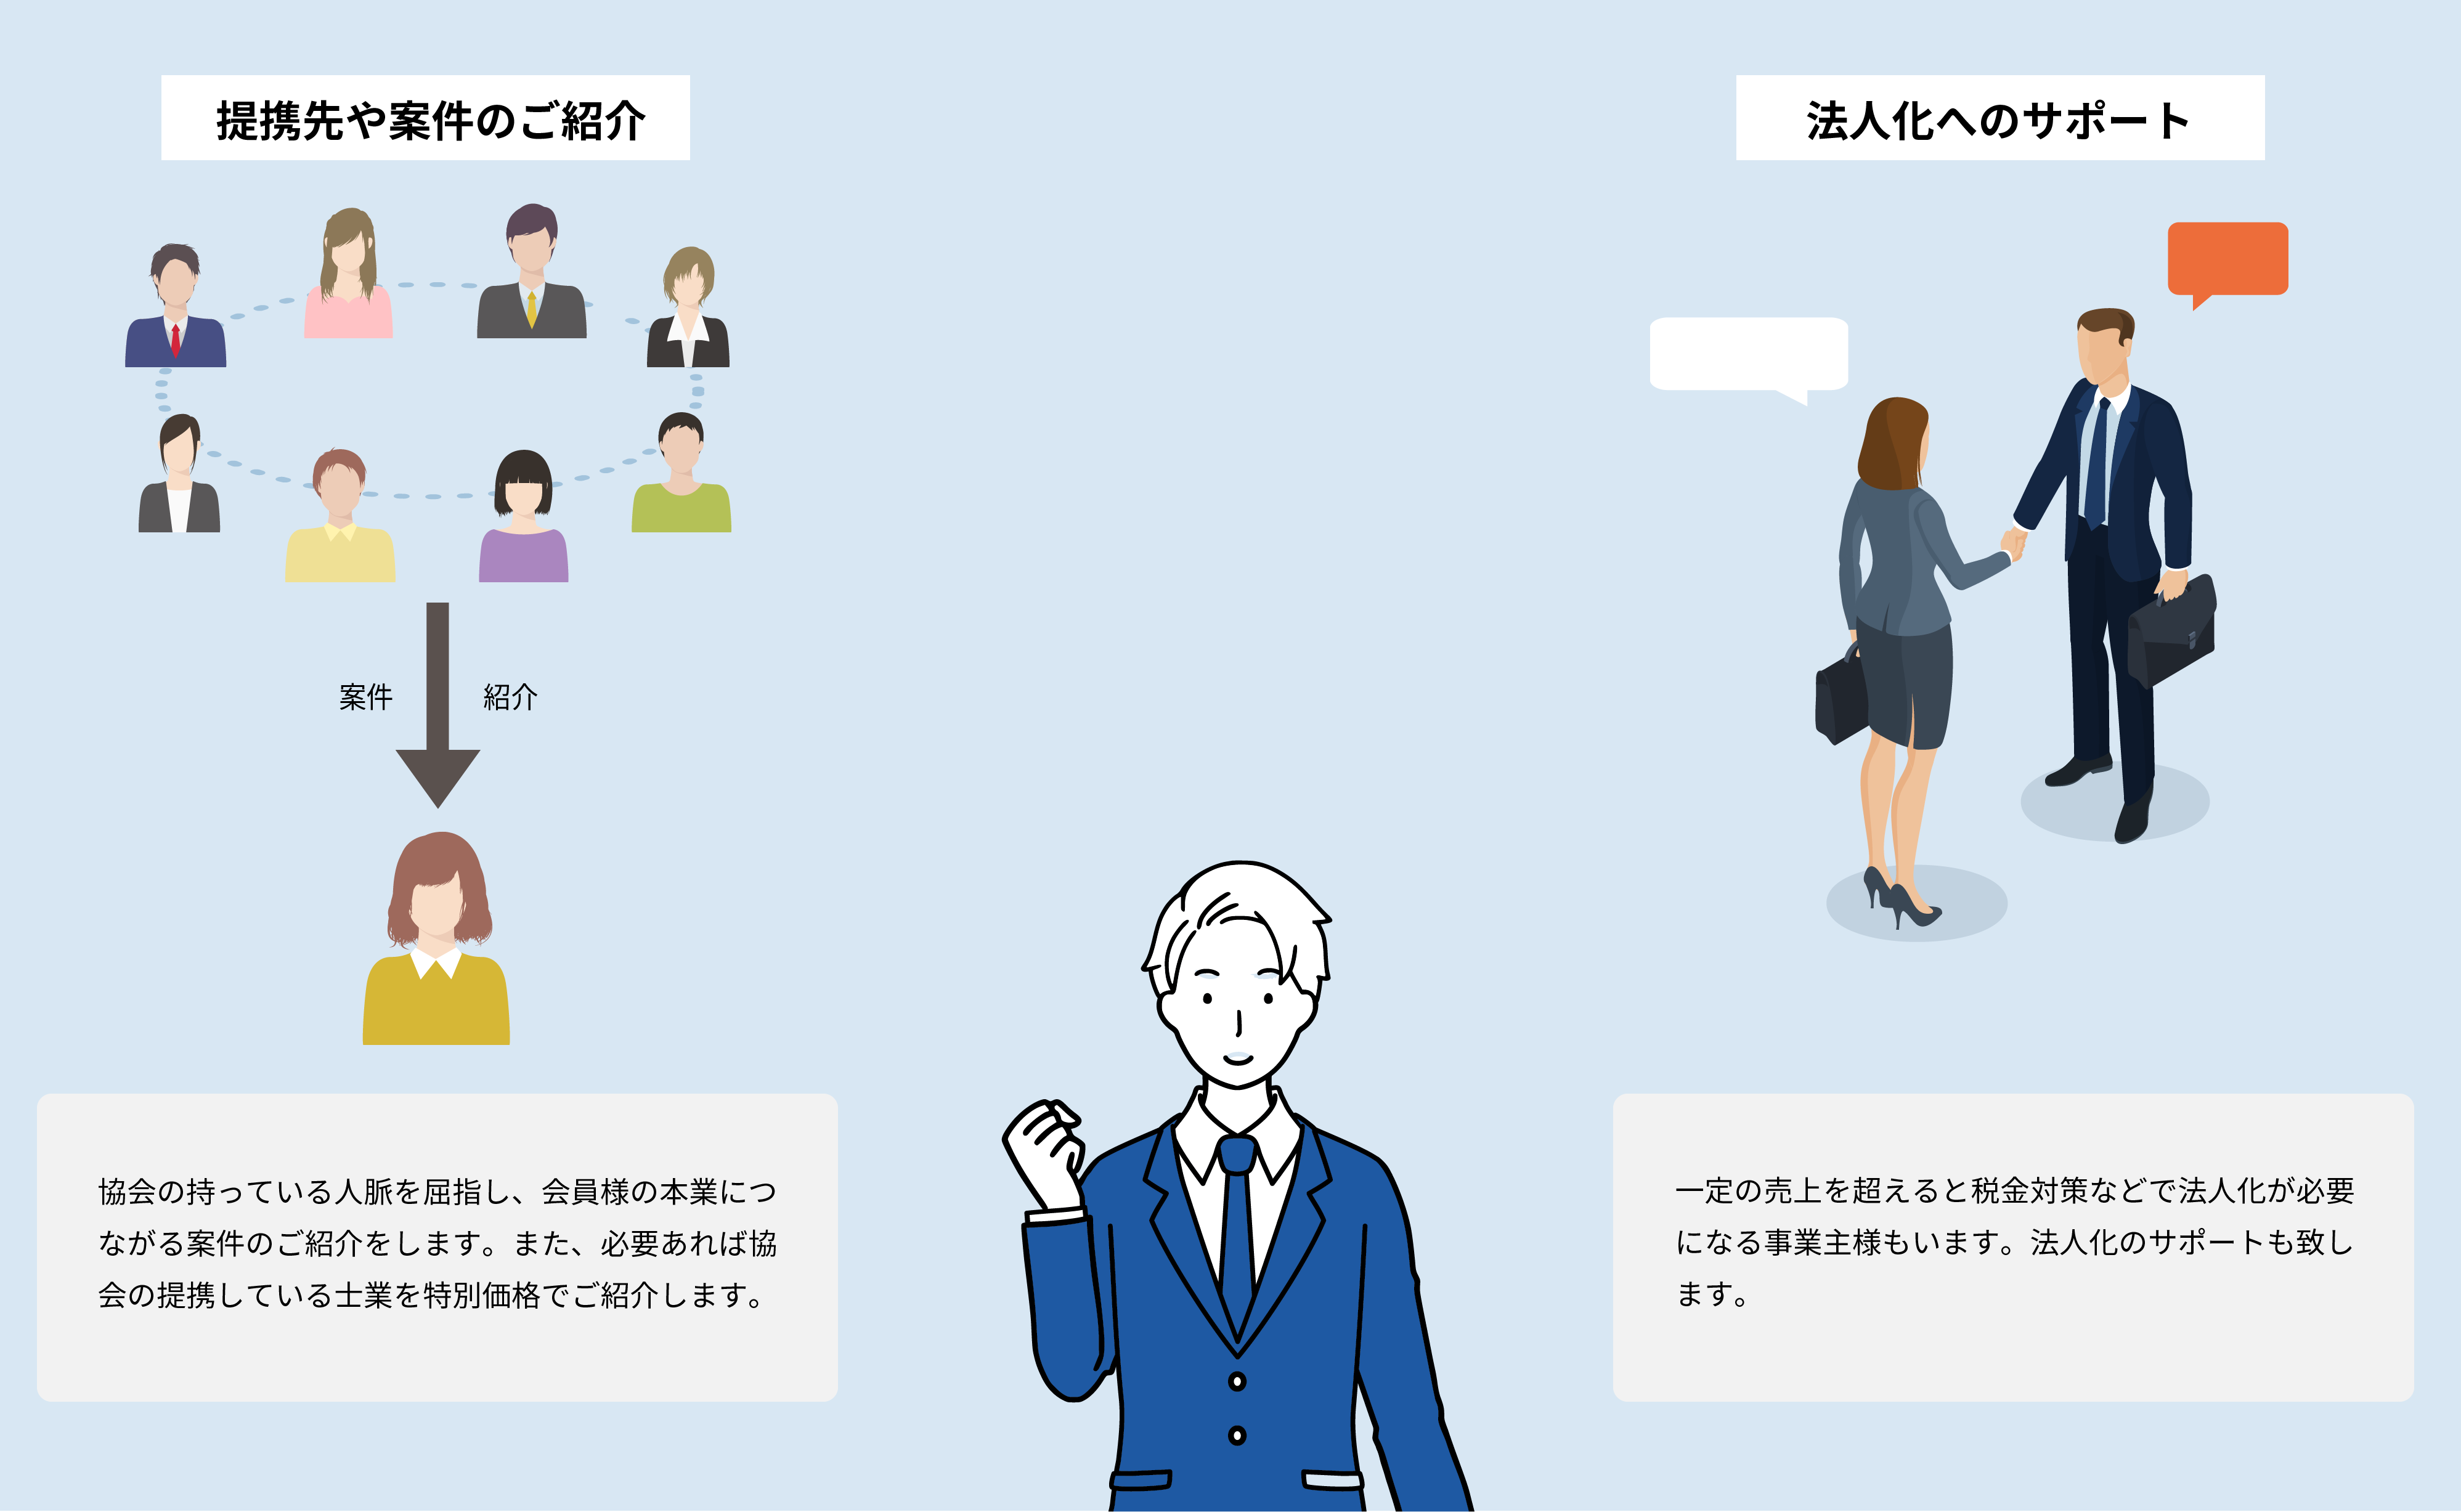 提携先や案件のご紹介
案件
紹介
協会の持っている人脈を屈指し、会員様の本業につ
ながる案件のご紹介をします。また、必要あれば協
会の提携している士業を特別価格でご紹介します。
法人化へのサポート
一定の売上を超えると税金対策などで法人化が必要
になる事業主様もいます。法人化のサポートも致し
ます。